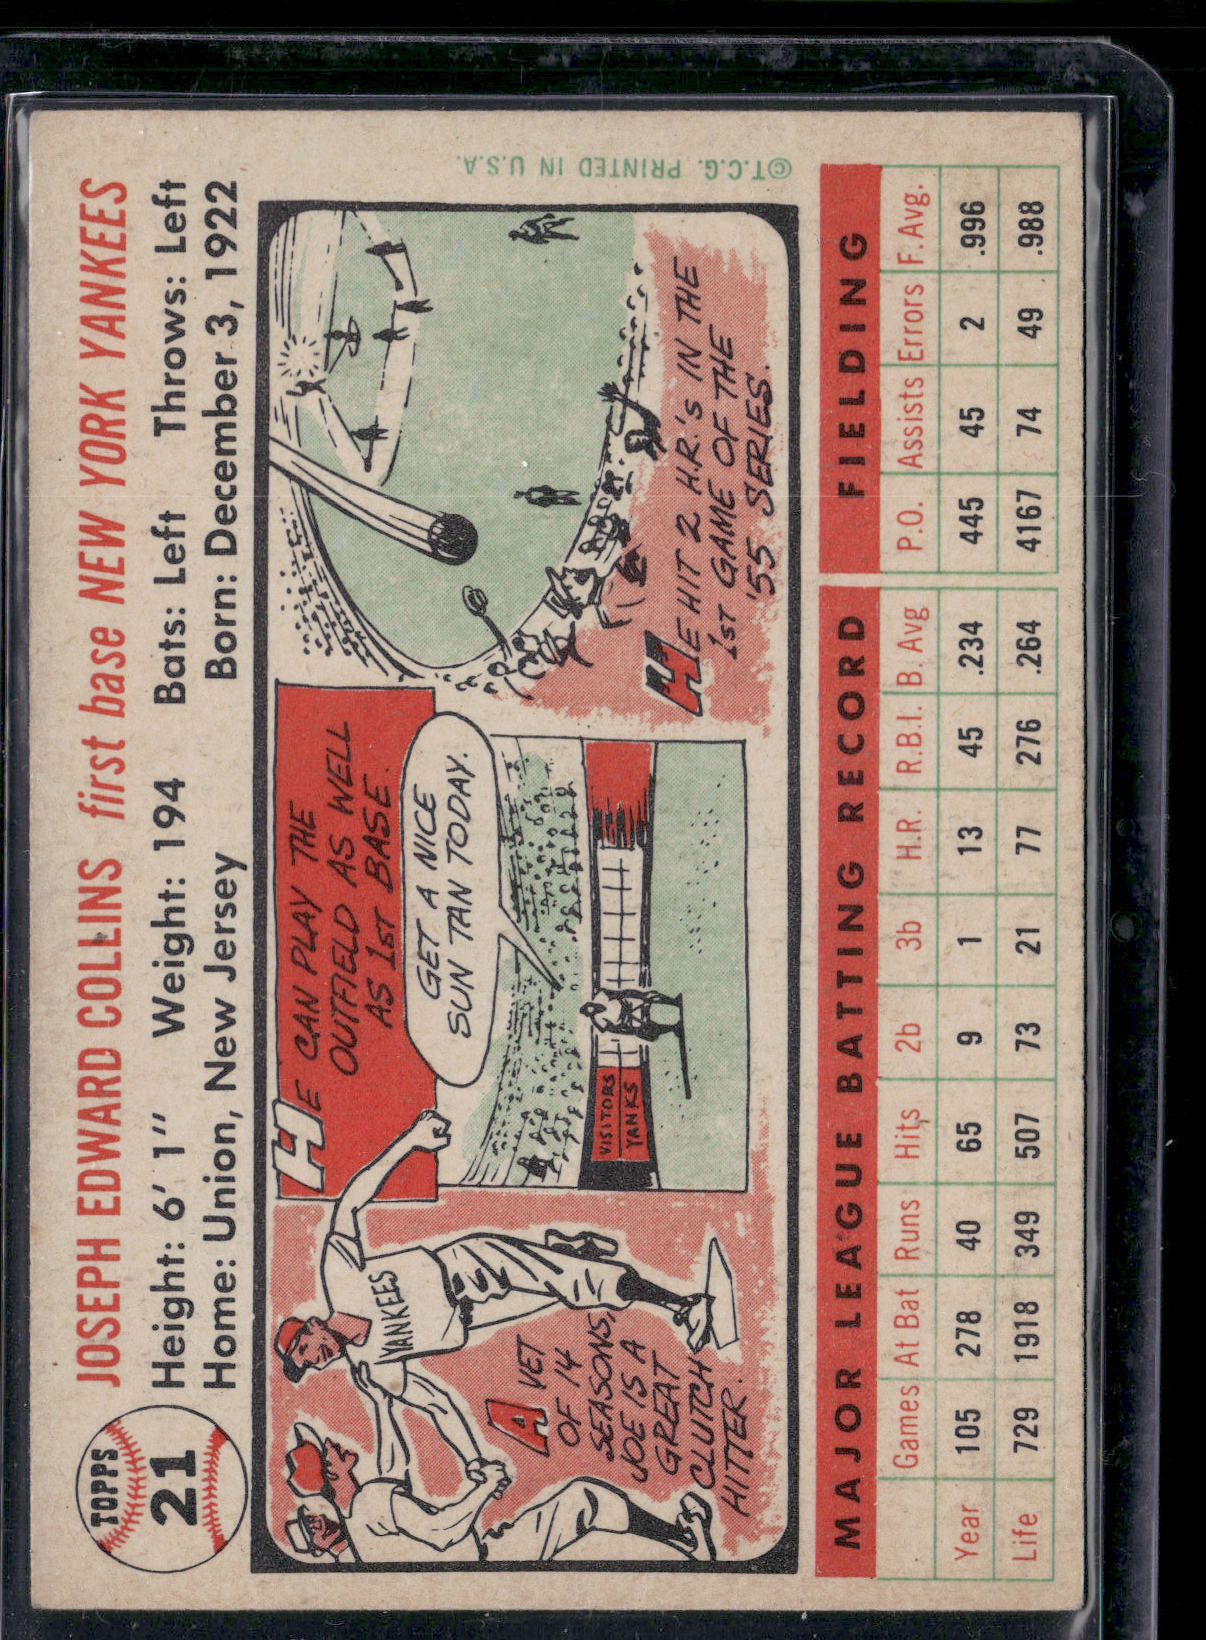 TOPPS
21
JOSEPH EDWARD COLLINS first base NEW YORK YANKEES
Height: 6' 1" Weight: 194 Bats: Left Throws: Left
Home: Union, New Jersey Born: December 3, 1922
A VET
OF 14
SEASONS,
JOE IS A
GREAT
CLUTCH
HITTER.
YANKEES
HE CAN PLAY THE
OUTFIELD AS WELL
AS 1ST BASE.
GET A NICE
SUN TAN TODAY.
VISITORS
YANKS
HE HIT 2 H.R.'s IN THE
1ST GAME OF THE
'55 SERIES.
©T.C.G. PRINTED IN U.S.A.
MAJOR LEAGUE BATTING RECORD FIELDING
Games At Bat Runs Hits 2b 3b H.R. R.B.I. B. Avg P.O. Assists Errors F. Avg.
Year 105 278 40 65 9 1 13 45 .234 445 45 2 .996
Life 729 1918 349 507 73 21 77 276 .264 4167 74 49 .988